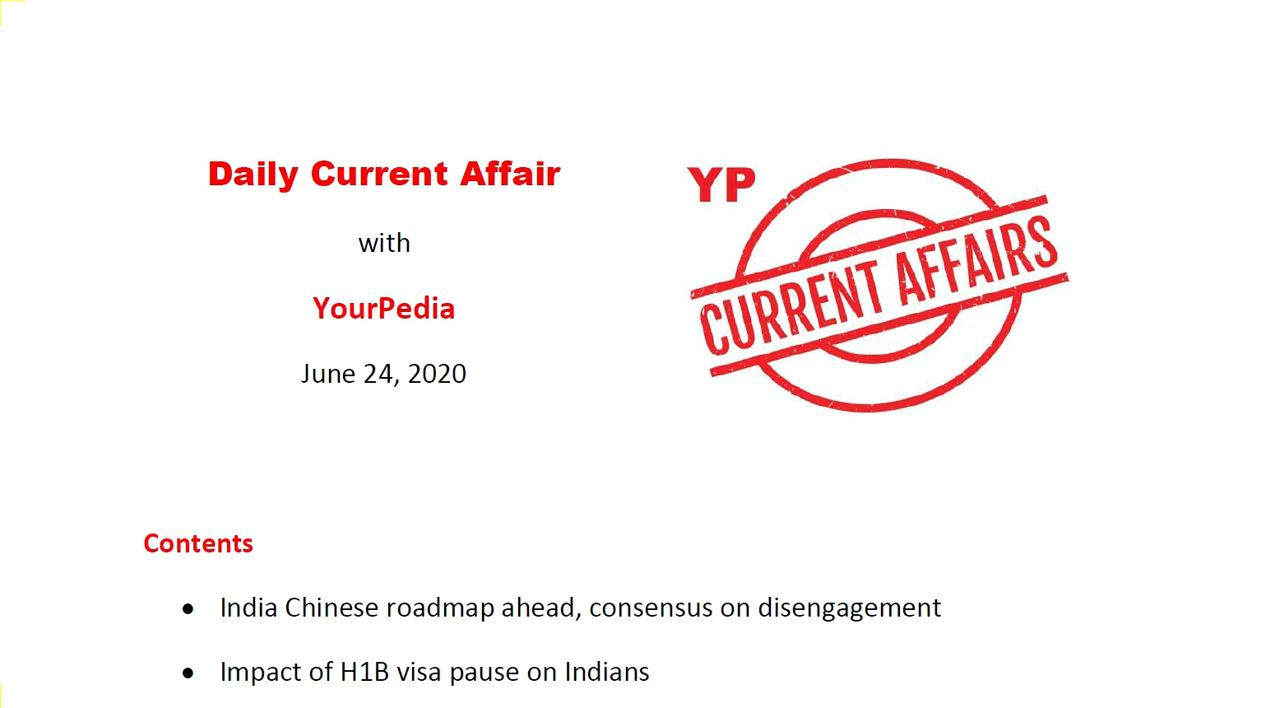 Daily Current Affair
with
YourPedia
June 24, 2020
YP
CURRENT AFFAIRS
Contents
• India Chinese roadmap ahead, consensus on disengagement
• Impact of H1B visa pause on Indians